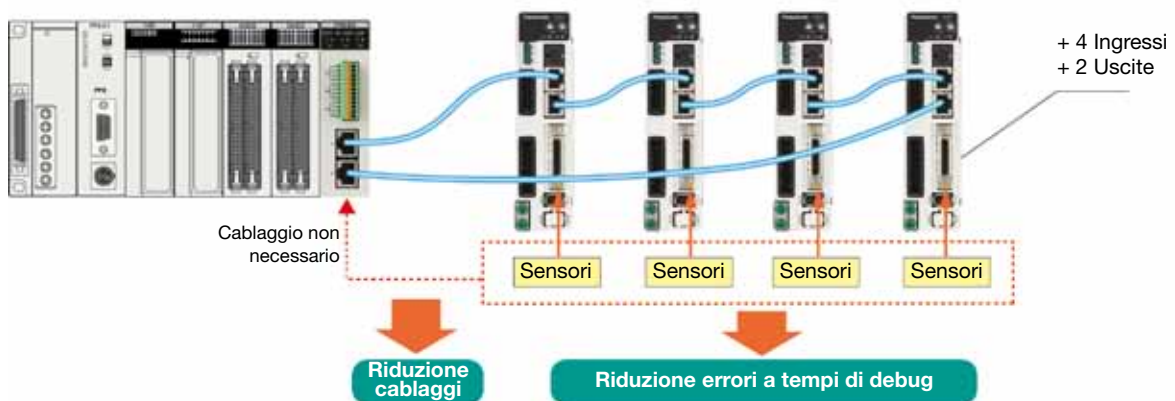 + 4 Ingressi
+ 2 Uscite
Cablaggio non
necessario
Sensori
Sensori
Sensori
Sensori
Riduzione
cablaggi
Riduzione errori a tempi di debug